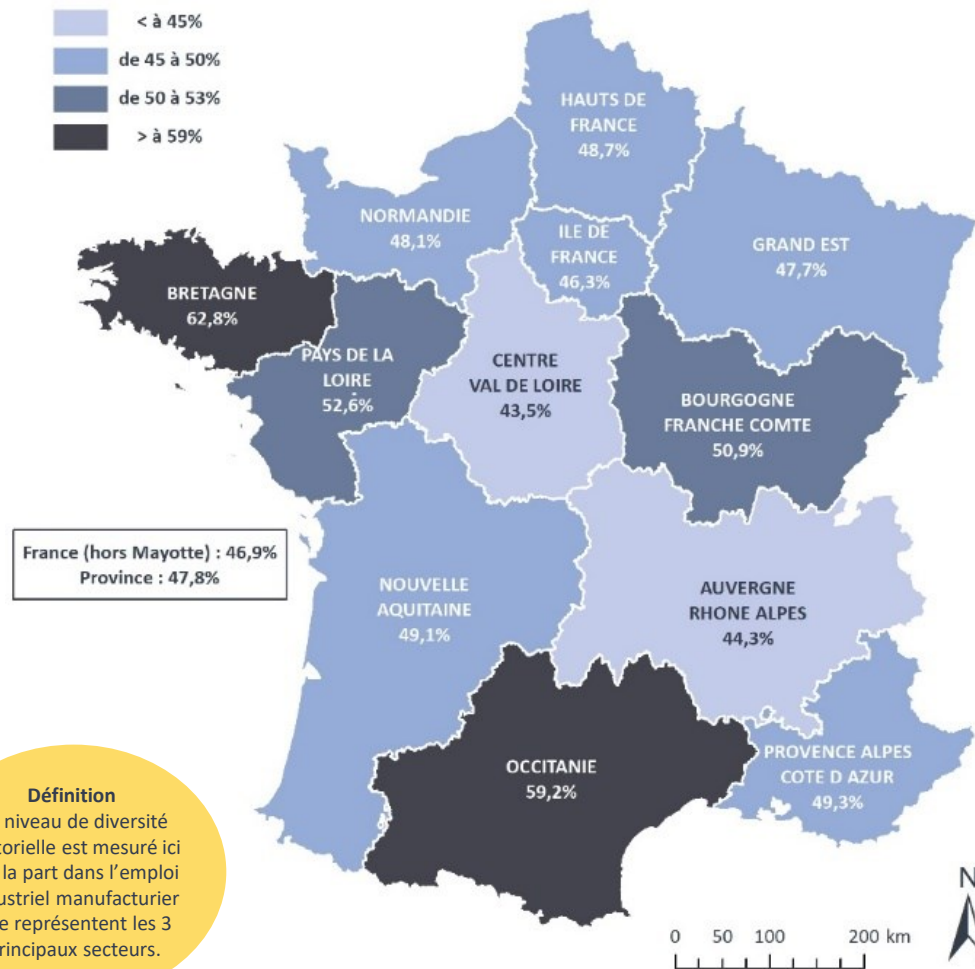 < à 45%
de 45 à 50%
de 50 à 53%
> à 59%
HAUTS DE
FRANCE
48,7%
NORMANDIE
48,1%
ILE DE
FRANCE
46,3%
GRAND EST
47,7%
BRETAGNE
62,8%
PAYS DE LA
LOIRE
52,6%
CENTRE
VAL DE LOIRE
43,5%
BOURGOGNE
FRANCHE COMTE
50,9%
France (hors Mayotte) : 46,9%
Province : 47,8%
NOUVELLE
AQUITAINE
49,1%
AUVERGNE
RHONE ALPES
44,3%
OCCITANIE
59,2%
PROVENCE ALPES
COTE D AZUR
49,3%
Définition
niveau de diversité
torielle est mesuré ici
la part dans l'emploi
ustriel manufacturier
e représentent les 3
rincipaux secteurs.
0 50 100 200 km
N